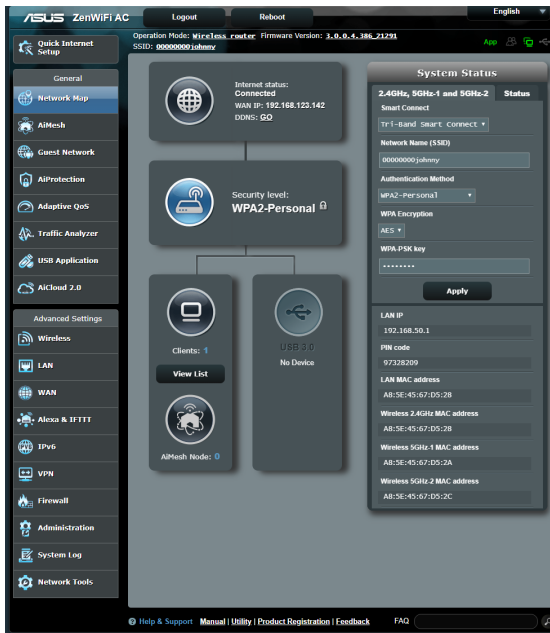 ASUS ZenWiFi AC
Logout
Reboot
English
Quick Internet
Setup
Operation Mode: Wireless router Firmware Version: 3.0.0.4.386_21291
SSID: 00000000johnny
App
General
Network Map
AiMesh
Guest Network
AiProtection
Adaptive QoS
Traffic Analyzer
USB Application
AiCloud 2.0
Advanced Settings
Wireless
LAN
WAN
Alexa & IFTTT
IPv6
VPN
Firewall
Administration
System Log
Network Tools
Internet status:
Connected
WAN IP: 192.168.123.142
DDNS: GO
Security level:
WPA2-Personal
Clients: 1
View List
AiMesh Node: 0
USB 3.0
No Device
System Status
2.4GHz, 5GHz-1 and 5GHz-2
Status
Smart Connect
Tri-Band Smart Connect
Network Name (SSID)
00000000johnny
Authentication Method
WPA2-Personal
WPA Encryption
AES
WPA-PSK key
........
Apply
LAN IP
192.168.50.1
PIN code
97328209
LAN MAC address
A8:5E:45:67:D5:28
Wireless 2.4GHz MAC address
A8:5E:45:67:D5:28
Wireless 5GHz-1 MAC address
A8:5E:45:67:D5:2A
Wireless 5GHz-2 MAC address
A8:5E:45:67:D5:2C
Help & Support Manual | Utility | Product Registration | Feedback
FAQ